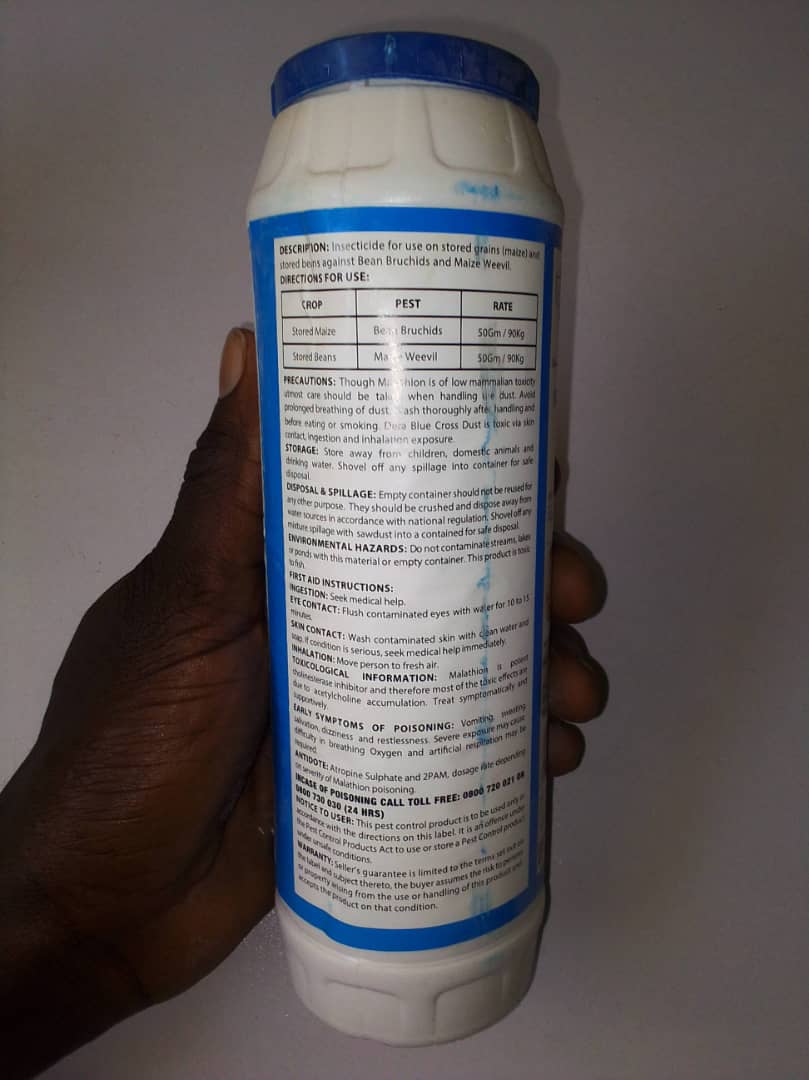 DESCRIPTION: Insecticide for use on stored grains (maize) and
stored beans against Bean Bruchids and Maize Weevil.
DIRECTIONS FOR USE:
CROP PEST RATE
Stored Maize Bean Bruchids 50Gm / 90Kg
Stored Beans Maize Weevil 50Gm / 90Kg
PRECAUTIONS: Though Malathion is of low mammalian toxicity
utmost care should be taken when handling the dust. Avoid
prolonged breathing of dust. Wash thoroughly after handling and
before eating or smoking. Blue Cross Dust is toxic via skin
contact, ingestion and inhalation exposure.
STORAGE: Store away from children, domestic animals and
drinking water. Shovel off any spillage into container for safe
disposal.
DISPOSAL & SPILLAGE: Empty container should not be reused for
any other purpose. They should be crushed and dispose away from
water sources in accordance with national regulation. Shovel off any
mixture spillage with sawdust into a contained for safe disposal.
ENVIRONMENTAL HAZARDS: Do not contaminate streams, lakes
or ponds with this material or empty container. This product is toxic
to fish.
FIRST AID INSTRUCTIONS:
INGESTION: Seek medical help.
EYE CONTACT: Flush contaminated eyes with water for 10 to 15
minutes.
SKIN CONTACT: Wash contaminated skin with clean water and
soap. If condition is serious, seek medical help immediately.
INHALATION: Move person to fresh air.
TOXICOLOGICAL INFORMATION: Malathion is potent
cholinesterase inhibitor and therefore most of the toxic effects are
due to acetylcholine accumulation. Treat symptomatically and
supportively.
EARLY SYMPTOMS OF POISONING: Vomiting, sweating,
salivation, dizziness and restlessness. Severe exposure may cause
difficulty in breathing Oxygen and artificial respiration may be
required.
ANTIDOTE: Atropine Sulphate and 2PAM, dosage rate depending
on severity of Malathion poisoning.
INCASE OF POISONING CALL TOLL FREE: 0800 720 021 OR
0800 730 030 (24 HRS)
NOTICE TO USER: This pest control product is to be used only in
accordance with the directions on this label. It is an offence under
the Pest Control Products Act to use or store a Pest Control product
under unsafe conditions.
WARRANTY: Seller's guarantee is limited to the terms set out on
the label and subject thereto, the buyer assumes the risk to persons
or property arising from the use or handling of this product and
accepts the product on that condition.